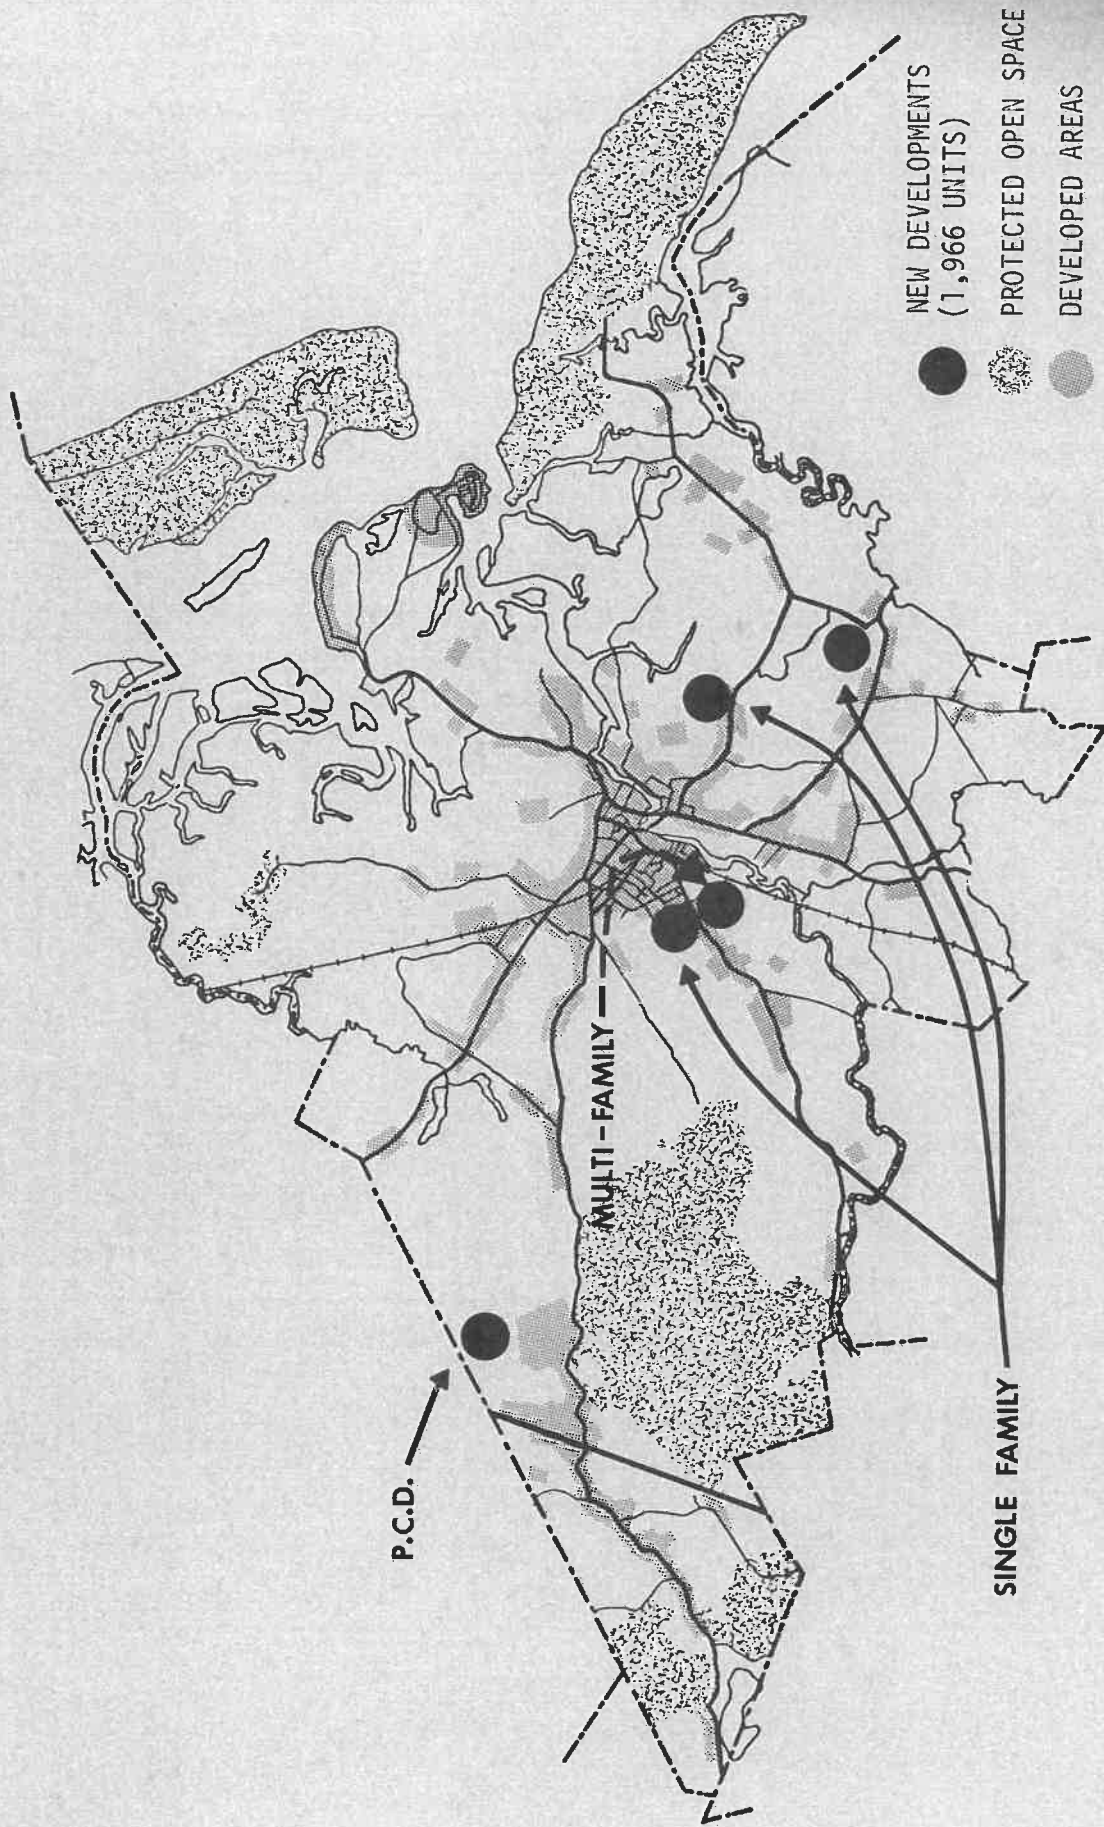 P.C.D.
MULTI-FAMILY
SINGLE FAMILY
NEW DEVELOPMENTS
(1,966 UNITS)
PROTECTED OPEN SPACE
DEVELOPED AREAS